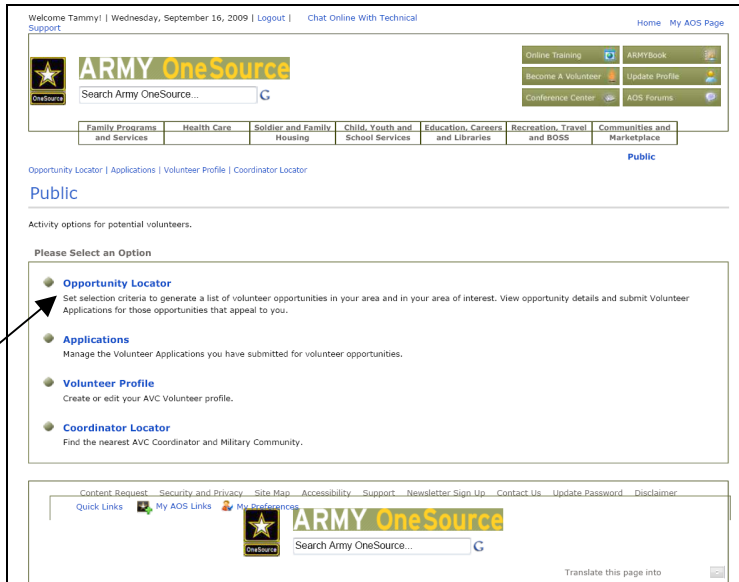 Welcome Tammy! | Wednesday, September 16, 2009 | Logout | Chat Online With Technical Support
Home My AOS Page
OneSource
ARMY OneSource
Search Army OneSource...
G
Online Training
ARMYBook
Become A Volunteer
Update Profile
Conference Center
AOS Forums
Family Programs and Services
Health Care
Soldier and Family Housing
Child, Youth and School Services
Education, Careers and Libraries
Recreation, Travel and BOSS
Communities and Marketplace
Public
Opportunity Locator | Applications | Volunteer Profile | Coordinator Locator
Public
Activity options for potential volunteers.
Please Select an Option
Opportunity Locator
Set selection criteria to generate a list of volunteer opportunities in your area and in your area of interest. View opportunity details and submit Volunteer
Applications for those opportunities that appeal to you.
Applications
Manage the Volunteer Applications you have submitted for volunteer opportunities.
Volunteer Profile
Create or edit your AVC Volunteer profile.
Coordinator Locator
Find the nearest AVC Coordinator and Military Community.
Content Request Security and Privacy Site Map Accessibility Support Newsletter Sign Up Contact Us Update Password Disclaimer
Quick Links My AOS Links My Preferences
OneSource
ARMY OneSource
Search Army OneSource...
G
Translate this page into